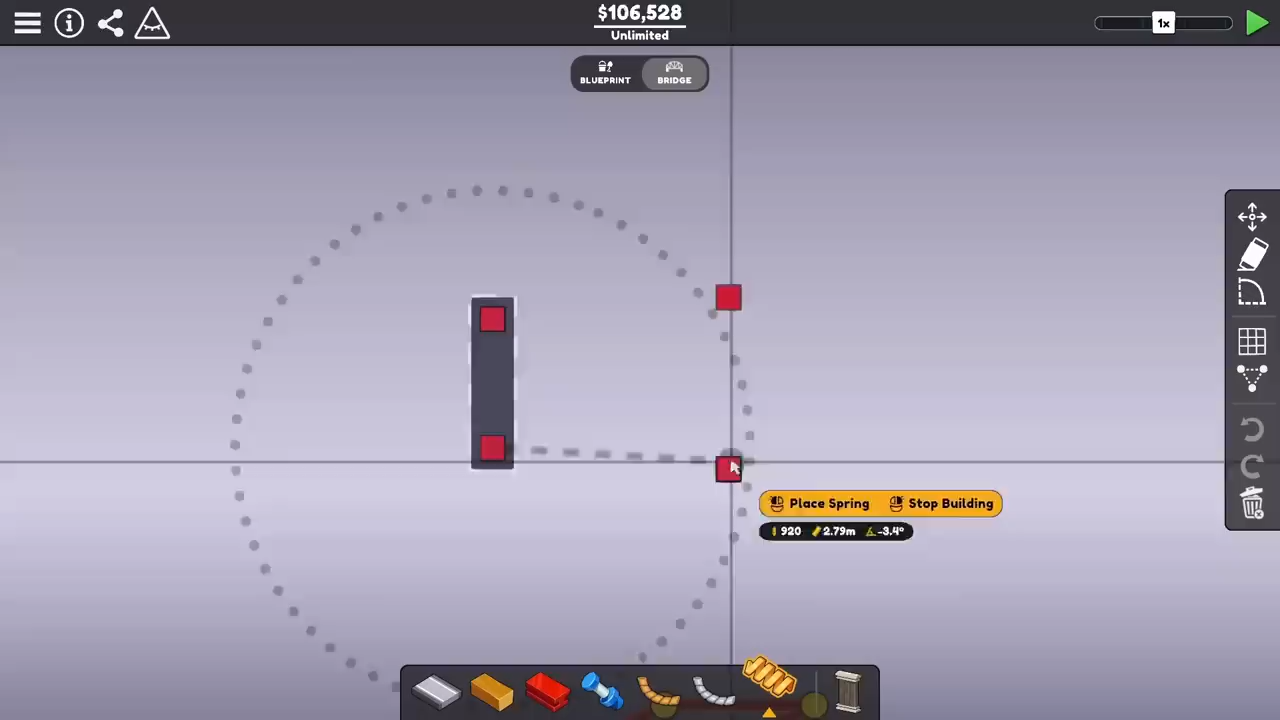 $106,528
Unlimited
1x
BLUEPRINT
BRIDGE
Place Spring
Stop Building
920
2.79m
-3.4°